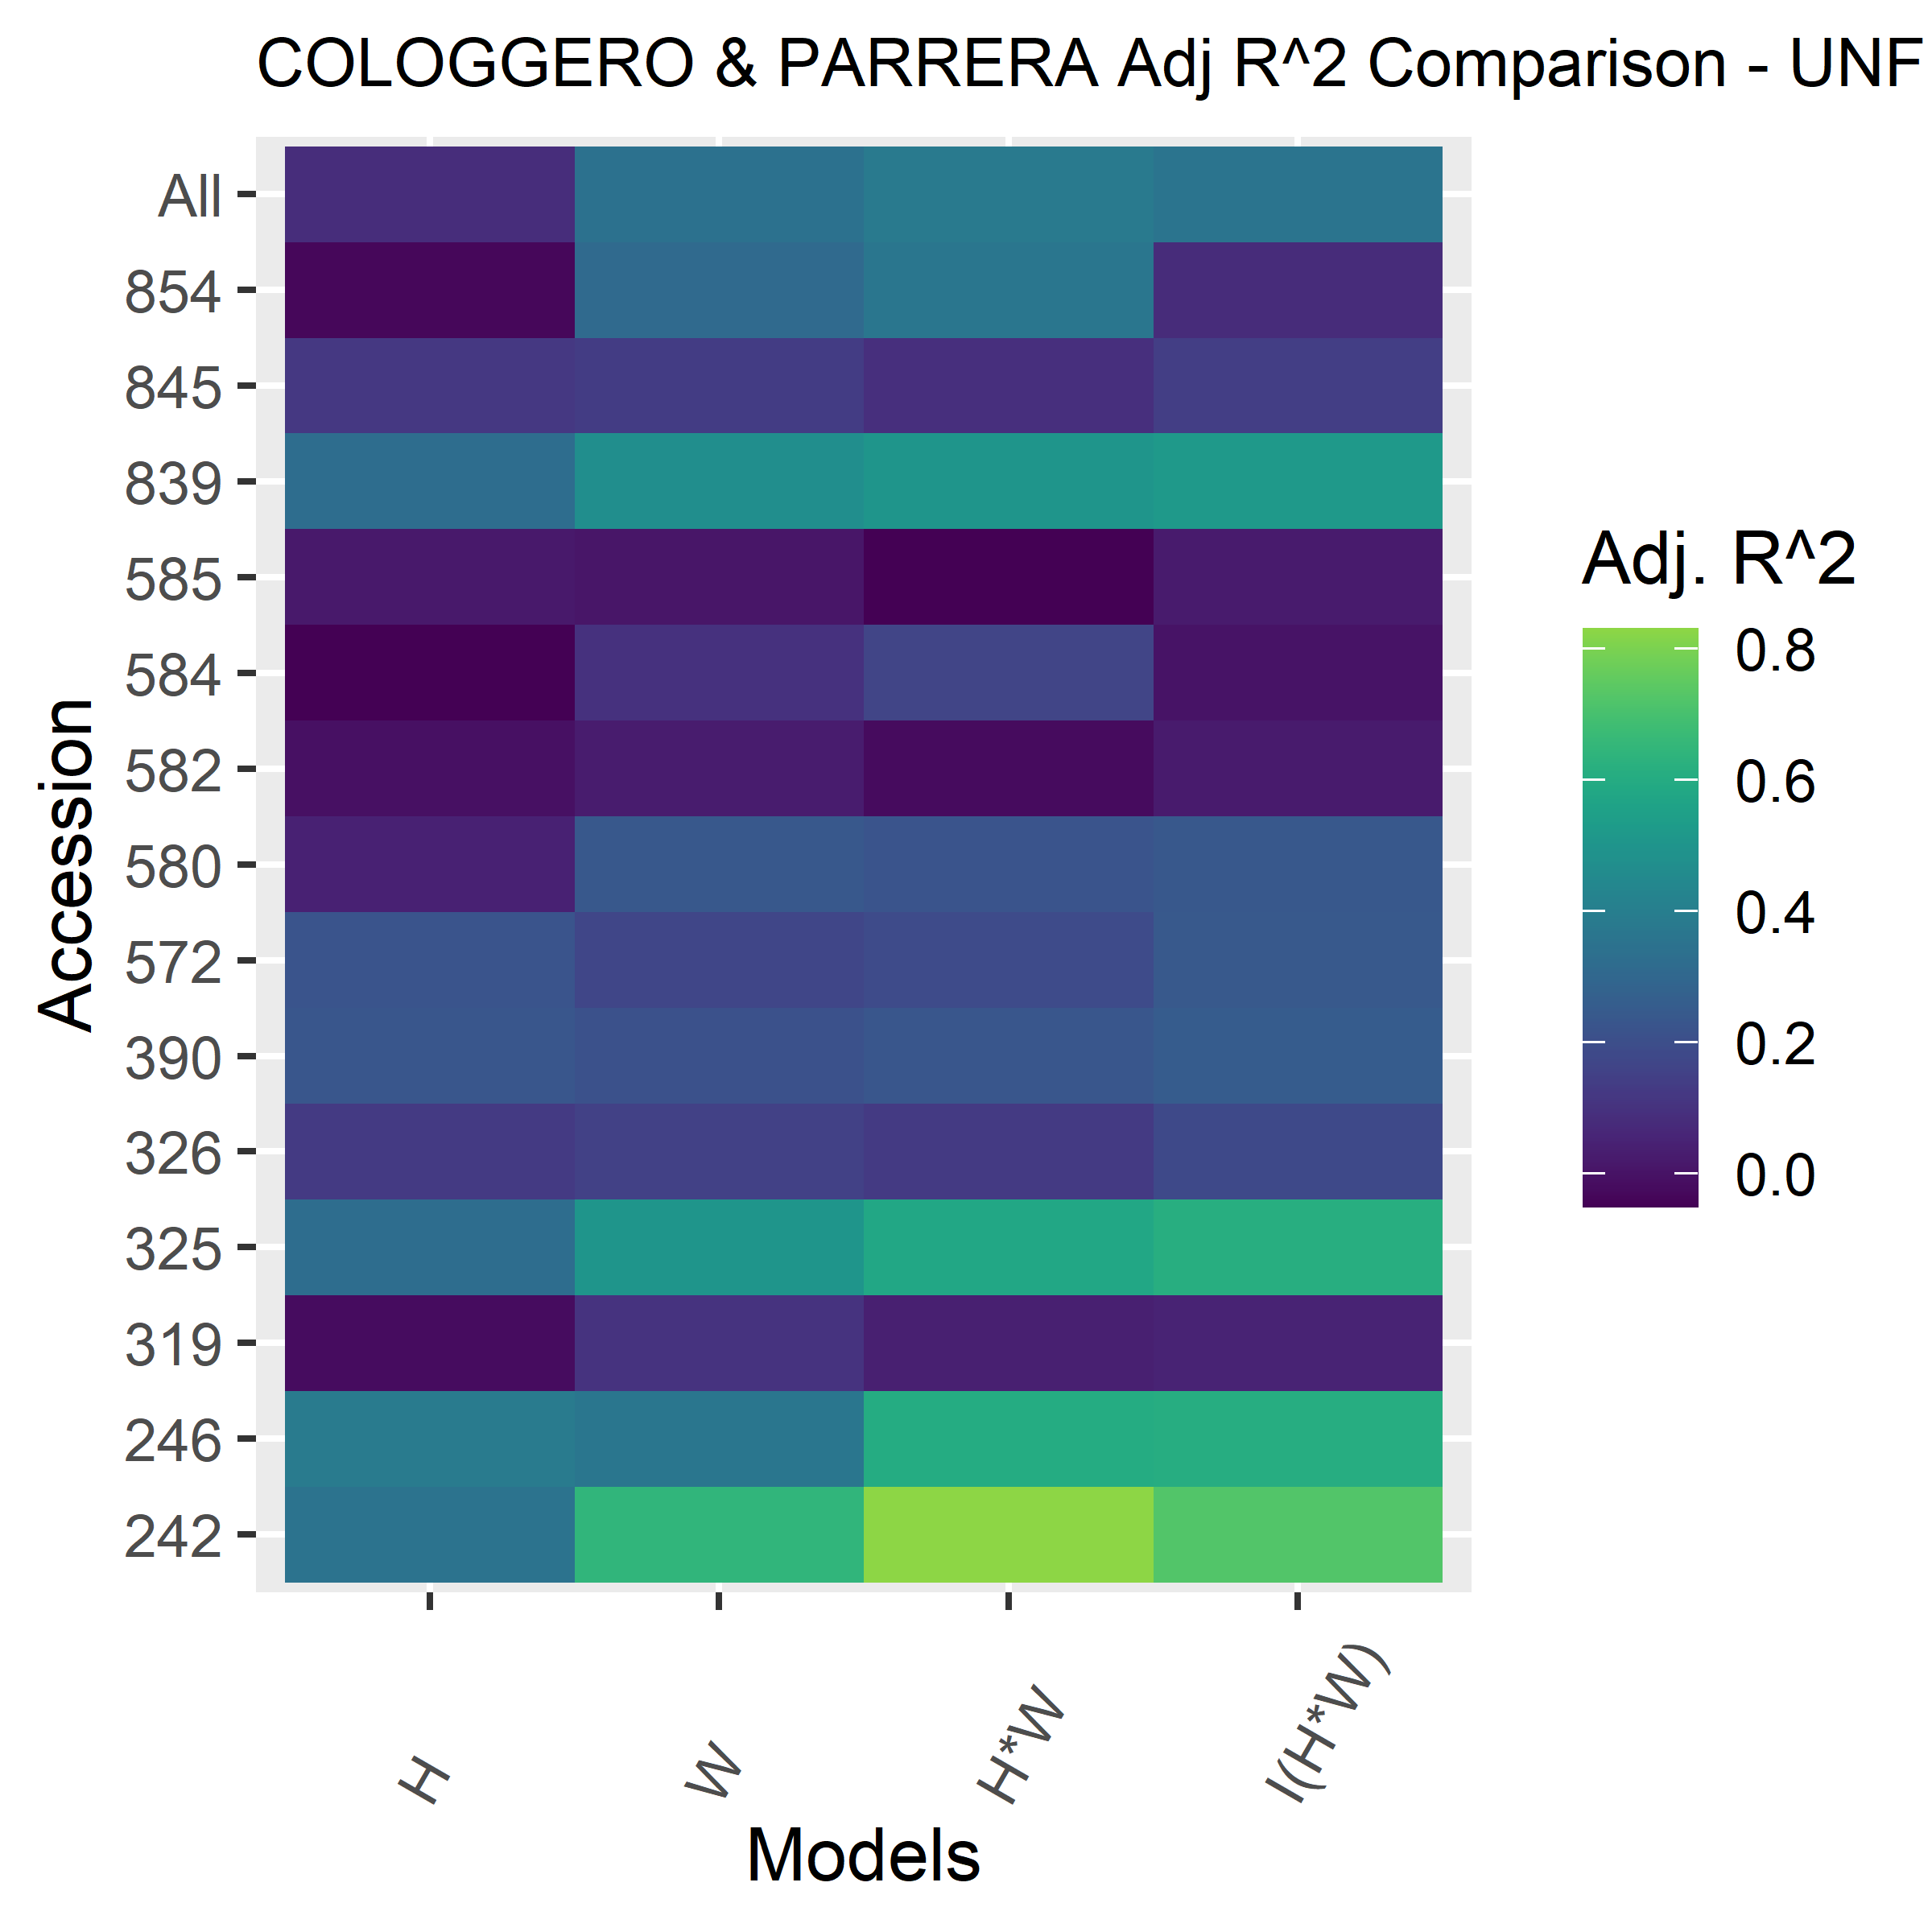 COLOGGERO & PARRERA Adj R^2 Comparison - UNF
Accession
All
854
845
839
585
584
582
580
572
390
326
325
319
246
242
H
W
H*W
I(H*W)
Models
Adj. R^2
0.8
0.6
0.4
0.2
0.0